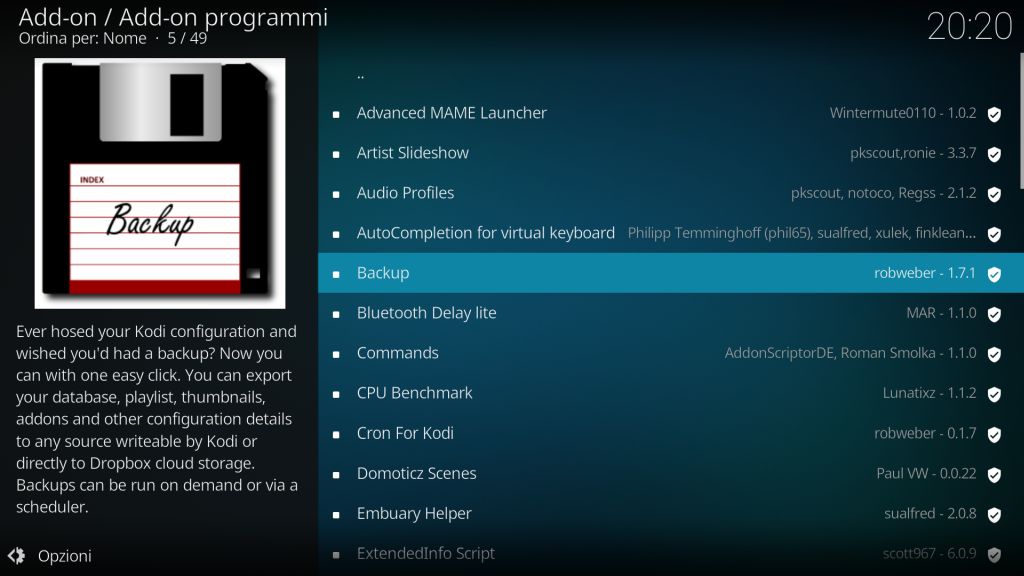 Add-on / Add-on programmi
Ordina per: Nome · 5 / 49
20:20
INDEX
Backup
Ever hosed your Kodi configuration and
wished you'd had a backup? Now you
can with one easy click. You can export
your database, playlist, thumbnails,
addons and other configuration details
to any source writeable by Kodi or
directly to Dropbox cloud storage.
Backups can be run on demand or via a
scheduler.
Opzioni
..
Advanced MAME Launcher Wintermute0110 - 1.0.2
Artist Slideshow pkscout,ronie - 3.3.7
Audio Profiles pkscout, notoco, Regss - 2.1.2
AutoCompletion for virtual keyboard Philipp Temminghoff (phil65), sualfred, xulek, finklean...
Backup robweber - 1.7.1
Bluetooth Delay lite MAR - 1.1.0
Commands AddonScriptorDE, Roman Smolka - 1.1.0
CPU Benchmark Lunatixz - 1.1.2
Cron For Kodi robweber - 0.1.7
Domoticz Scenes Paul VW - 0.0.22
Embuary Helper sualfred - 2.0.8
ExtendedInfo Script scott967 - 6.0.9